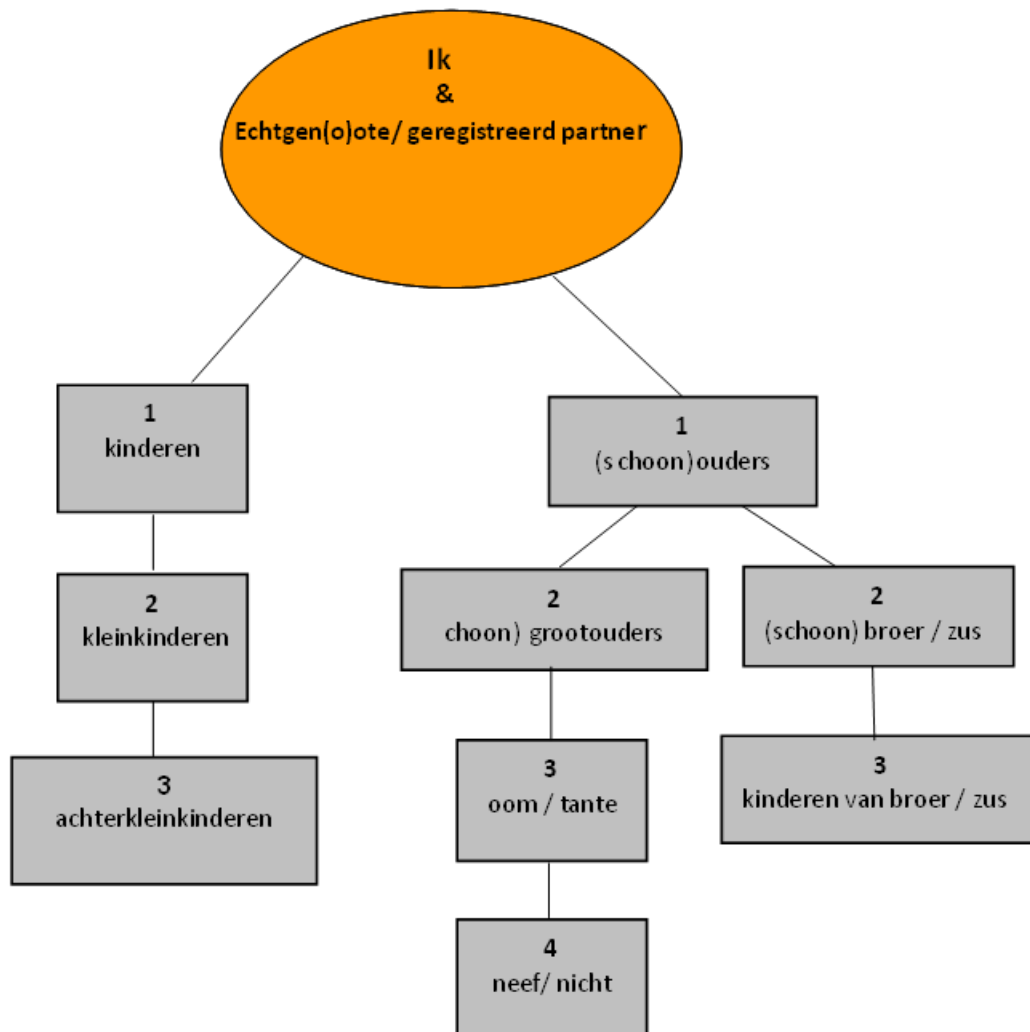 Ik
&
Echtgen(o)ote/ geregistreerd partner
1
kinderen
1
(schoon)ouders
2
kleinkinderen
2
choon) grootouders
2
(schoon) broer / zus
3
achterkleinkinderen
3
oom / tante
3
kinderen van broer / zus
4
neef/ nicht